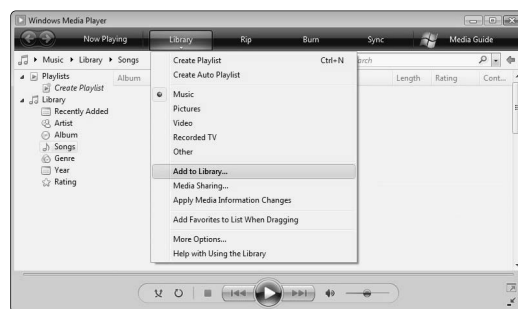 Windows Media Player
Now Playing Library Rip Burn Sync Media Guide
Music Library Songs
Create Playlist Ctrl+N
Create Auto Playlist
Music
Pictures
Video
Recorded TV
Other
Add to Library...
Media Sharing...
Apply Media Information Changes
Add Favorites to List When Dragging
More Options...
Help with Using the Library
arch
Playlists
Create Playlist
Library
Recently Added
Artist
Album
Songs
Genre
Year
Rating
Album Length Rating Cont...